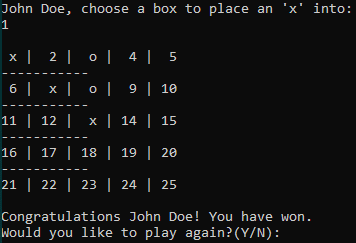 John Doe, choose a box to place an 'x' into:
1
x | 2 | o | 4 | 5
-----------
6 | x | o | 9 | 10
-----------
11 | 12 | x | 14 | 15
-----------
16 | 17 | 18 | 19 | 20
-----------
21 | 22 | 23 | 24 | 25
Congratulations John Doe! You have won.
Would you like to play again?(Y/N):